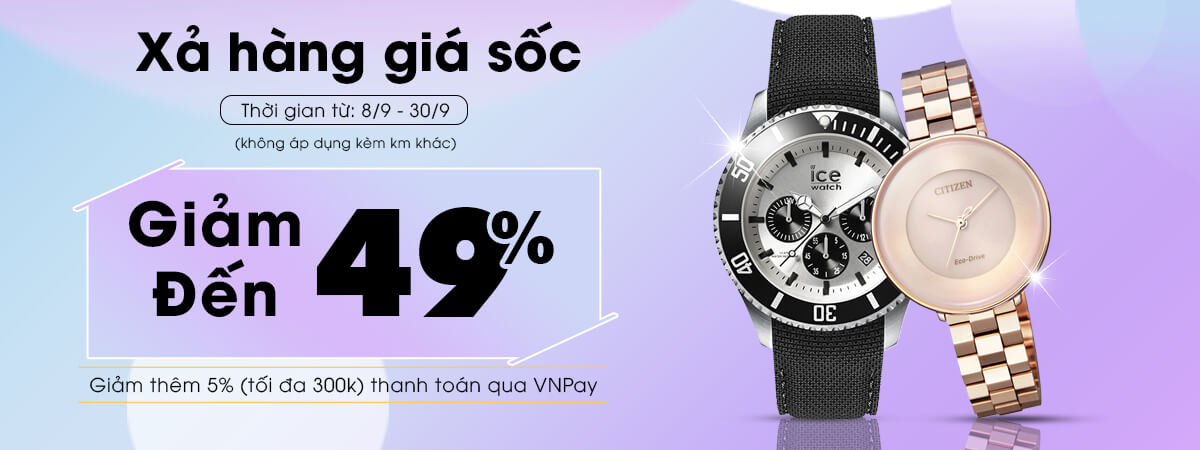 Xả hàng giá sốc
Thời gian từ: 8/9 - 30/9
(không áp dụng kèm km khác)
Giảm
Đến
49%
Giảm thêm 5% (tối đa 300k) thanh toán qua VNPay
ice
watch
50
40
30
CITIZEN
Eco-Drive